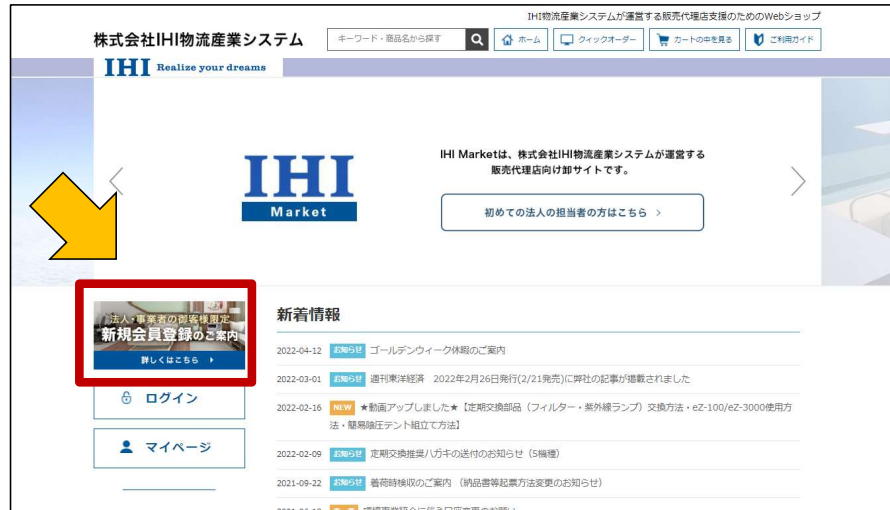 IHI物流産業システムが運営する販売代理店支援のためのWebショップ
株式会社IHI物流産業システム
キーワード・商品名から探す
ホーム
クイックオーダー
カートの中を見る
ご利用ガイド
IHI Realize your dreams
IHI
Market
IHI Marketは、株式会社IHI物流産業システムが運営する
販売代理店向け卸サイトです。
初めての法人の担当者の方はこちら >
法人・事業者の御客様限定
新規会員登録のご案内
詳しくはこちら
ログイン
マイページ
新着情報
2022-04-12 お知らせ ゴールデンウィーク休暇のご案内
2022-03-01 お知らせ 週刊東洋経済 2022年2月26日発行(2/21発売)に弊社の記事が掲載されました
2022-02-16 NEW ★動画アップしました★【定期交換部品（フィルター・紫外線ランプ）交換方法・eZ-100/eZ-3000使用方
法・簡易陰圧テント組立て方法】
2022-02-09 お知らせ 定期交換推奨ハガキの送付のお知らせ（5機種）
2021-09-22 お知らせ 着荷時検収のご案内 （納品書等起票方法変更のお知らせ）